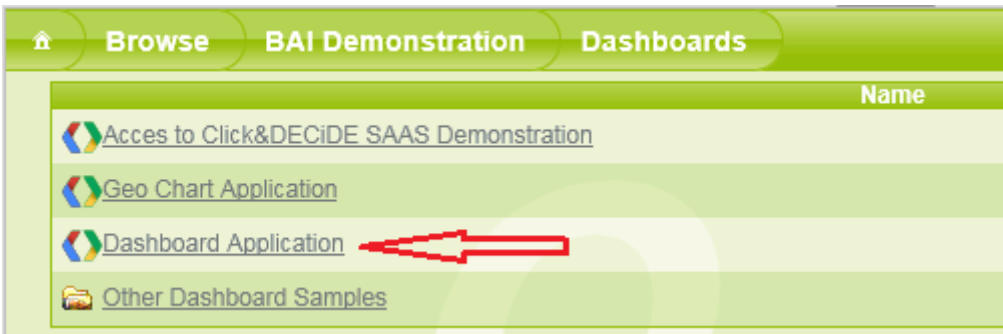 Browse BAI Demonstration Dashboards
Name
Acces to Click&DECiDE SAAS Demonstration
Geo Chart Application
Dashboard Application
Other Dashboard Samples